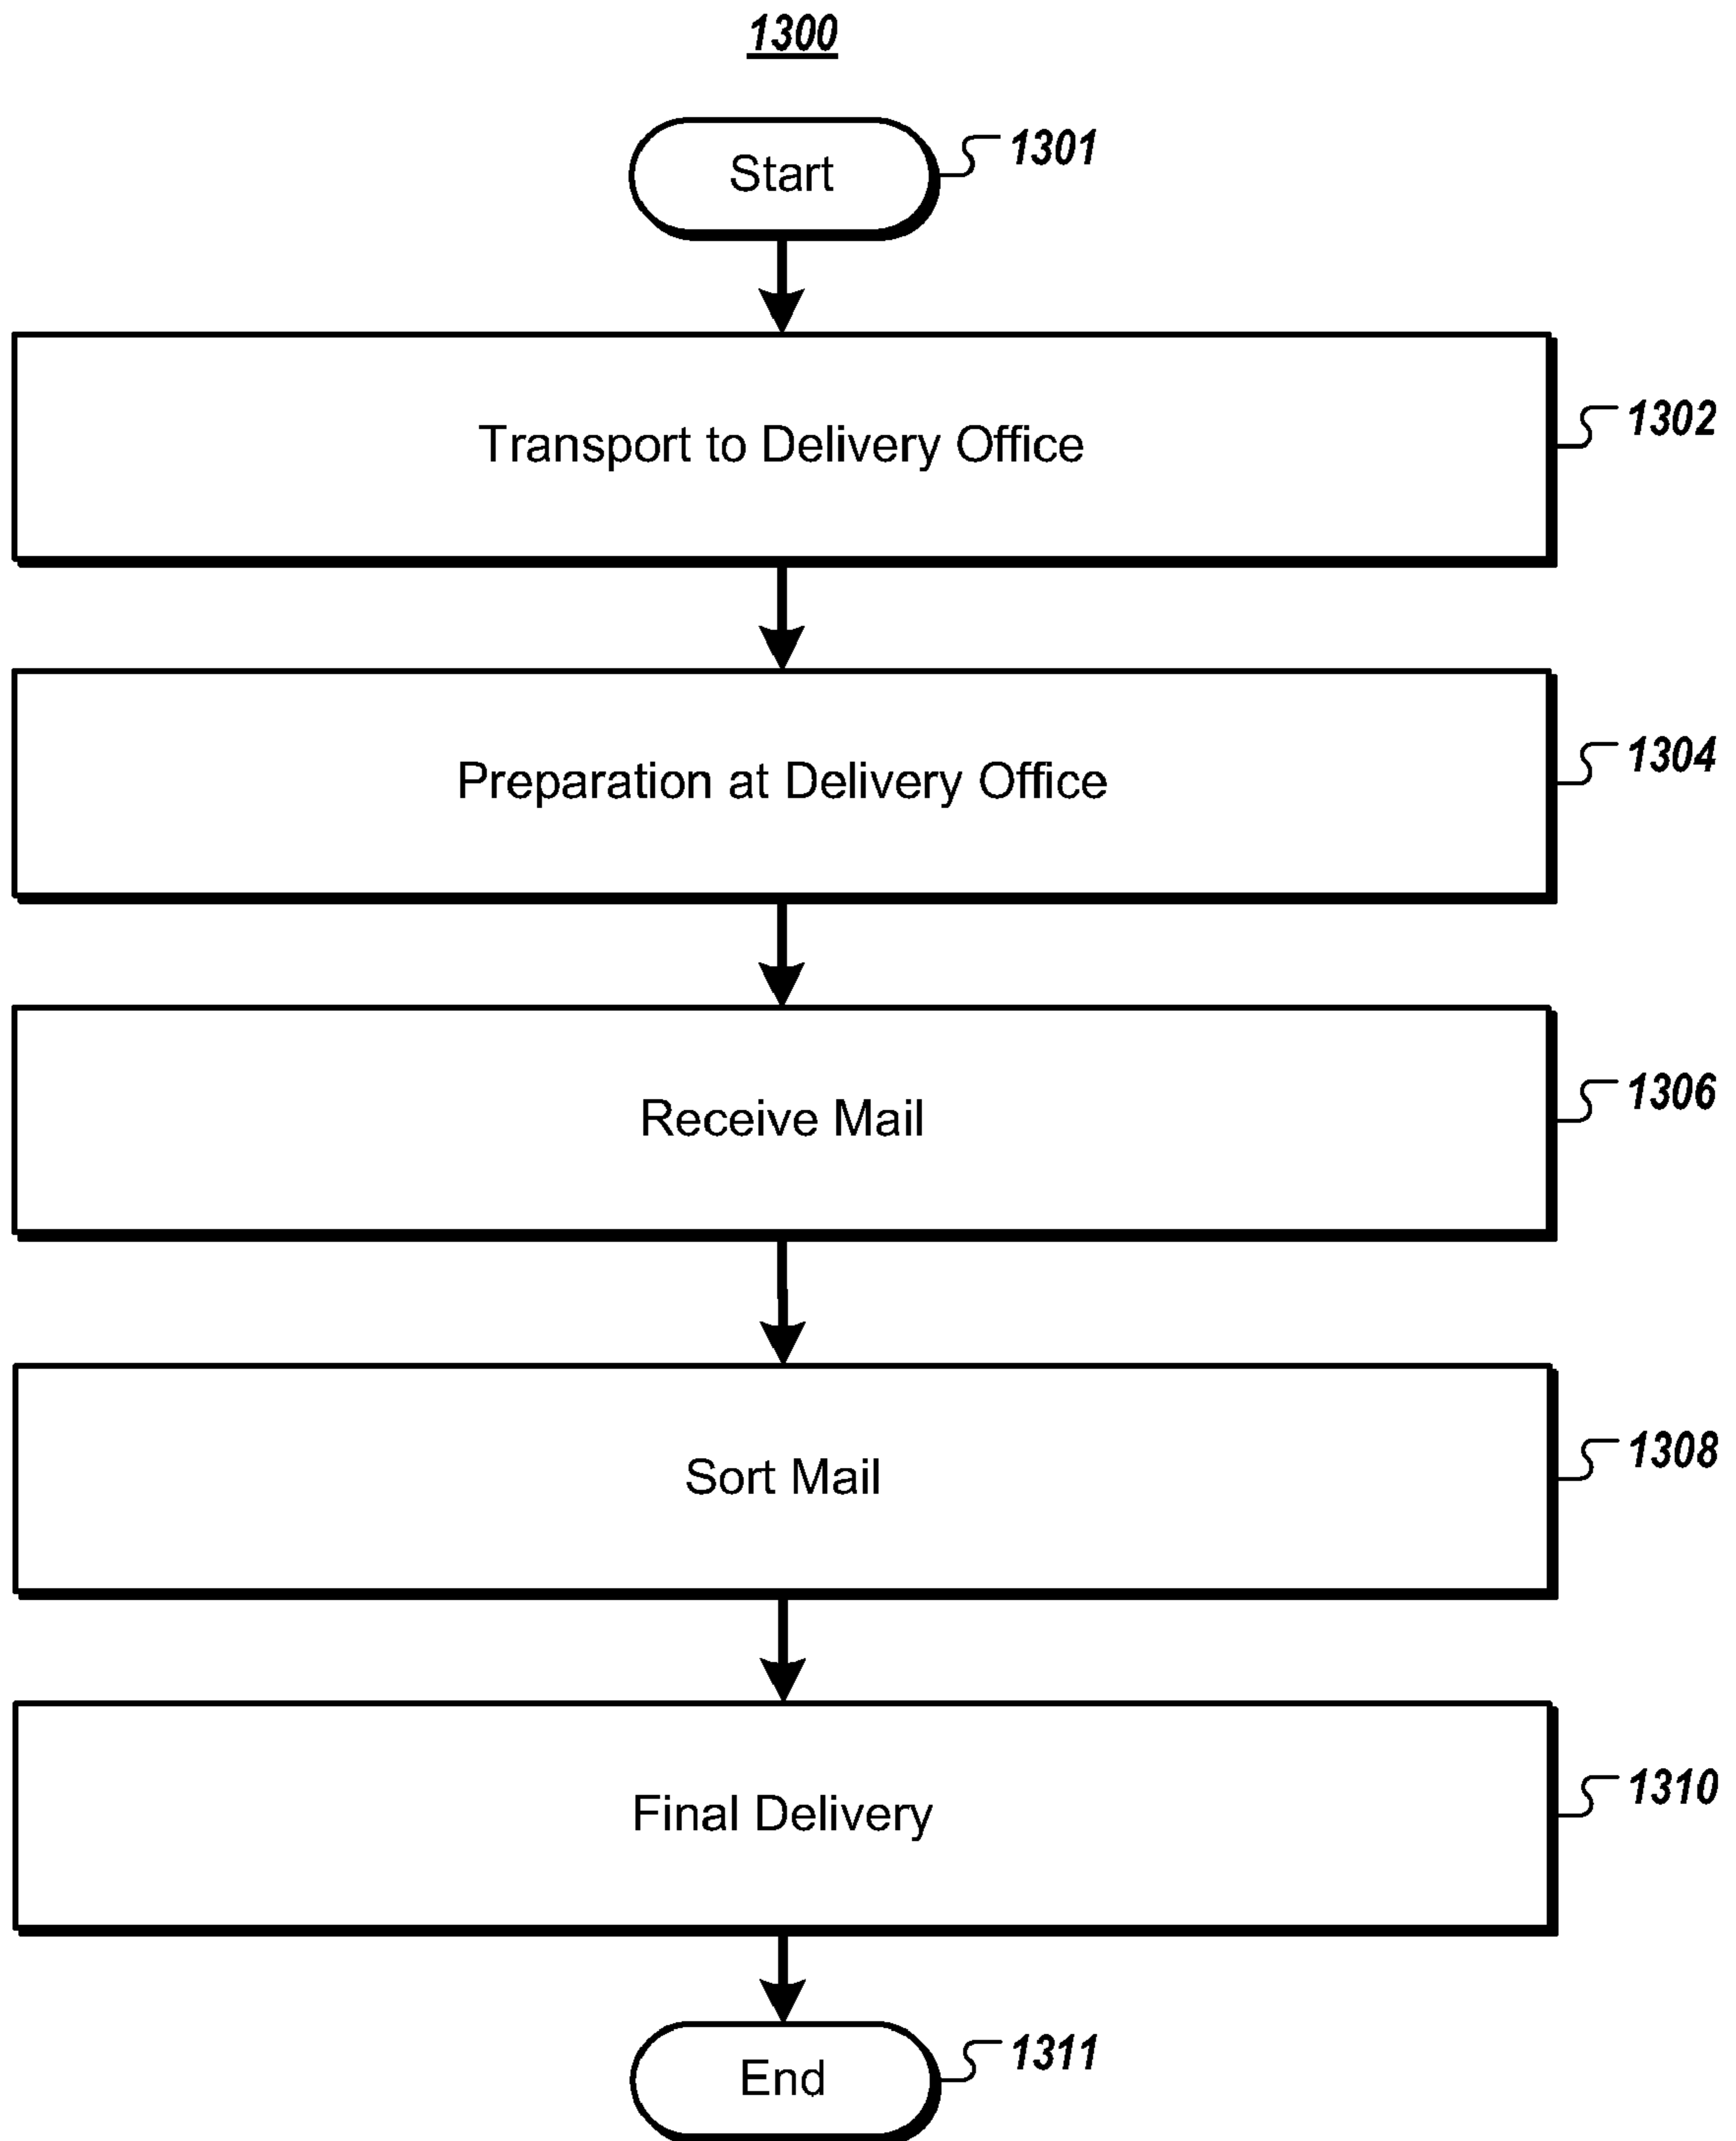 1300
Start
1301
Transport to Delivery Office
1302
Preparation at Delivery Office
1304
Receive Mail
1306
Sort Mail
1308
Final Delivery
1310
End
1311